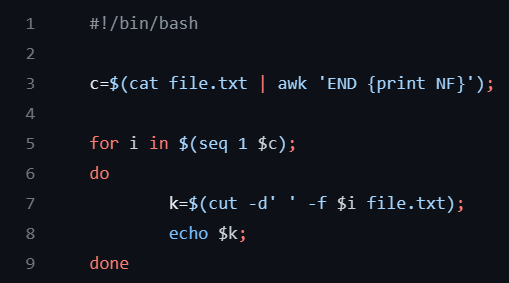 1 #!/bin/bash
2
3 c=$(cat file.txt | awk 'END {print NF}');
4
5 for i in $(seq 1 $c);
6 do
7 k=$(cut -d' ' -f $i file.txt);
8 echo $k;
9 done